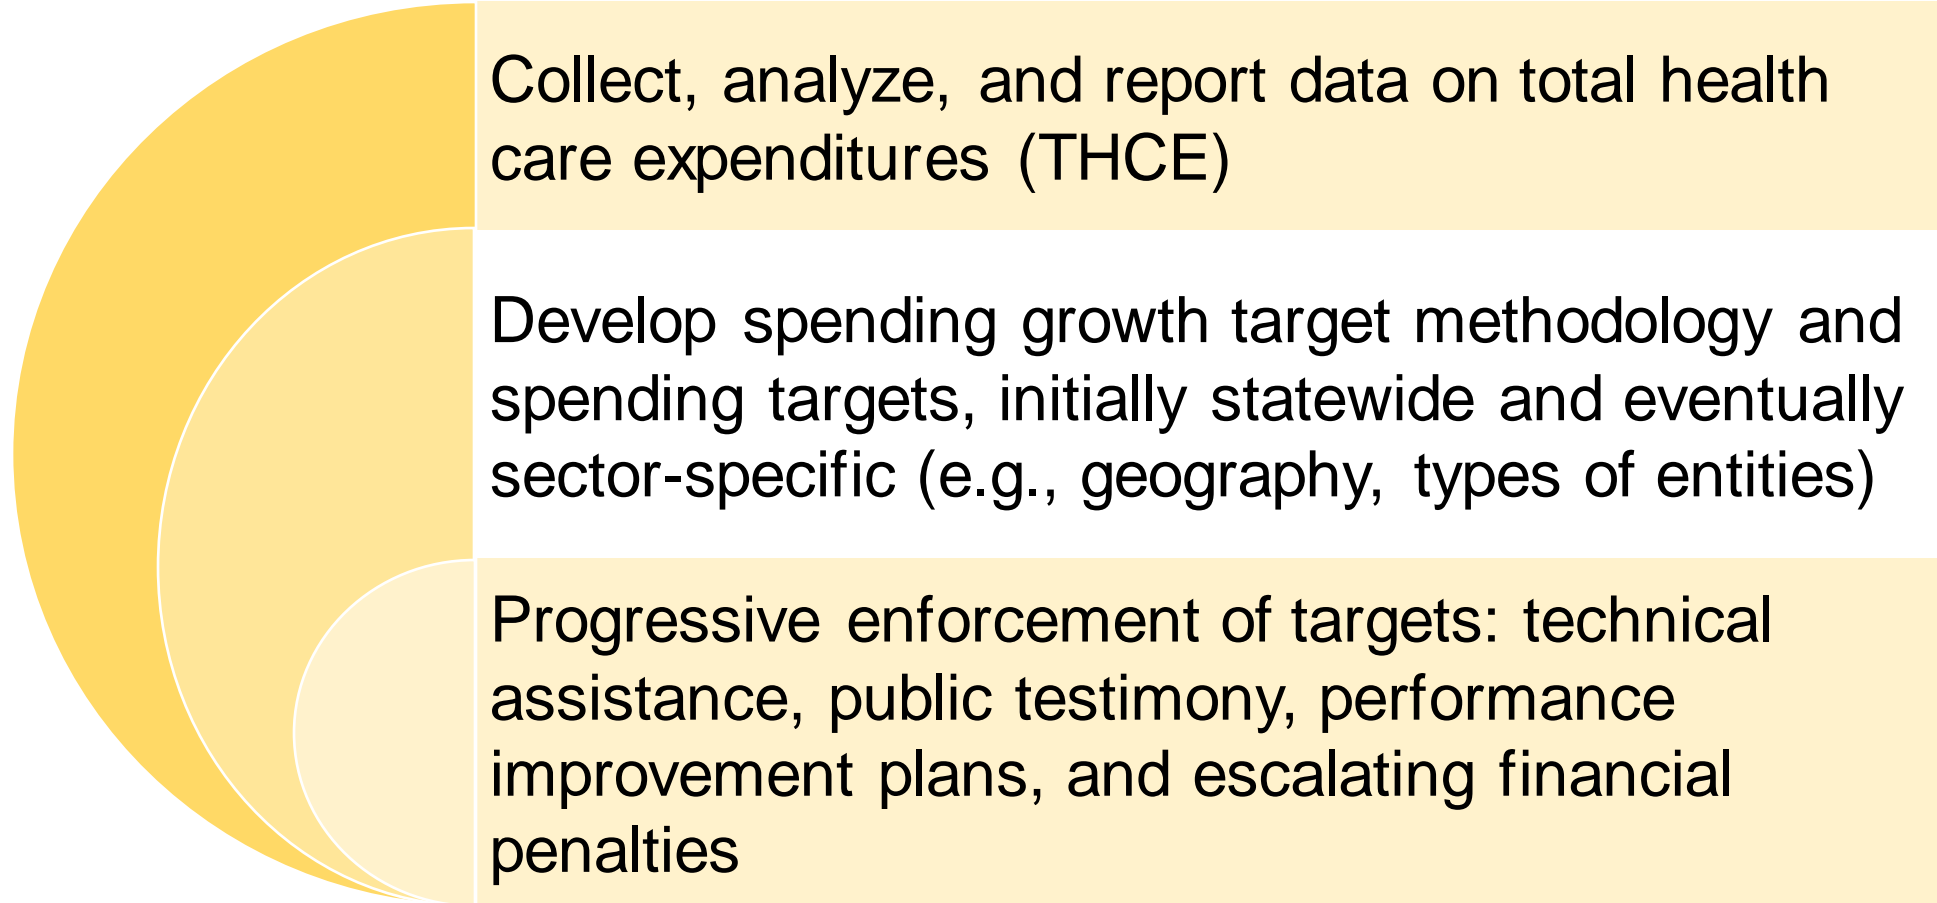 Collect, analyze, and report data on total health
care expenditures (THCE)
Develop spending growth target methodology and
spending targets, initially statewide and eventually
sector-specific (e.g., geography, types of entities)
Progressive enforcement of targets: technical
assistance, public testimony, performance
improvement plans, and escalating financial
penalties